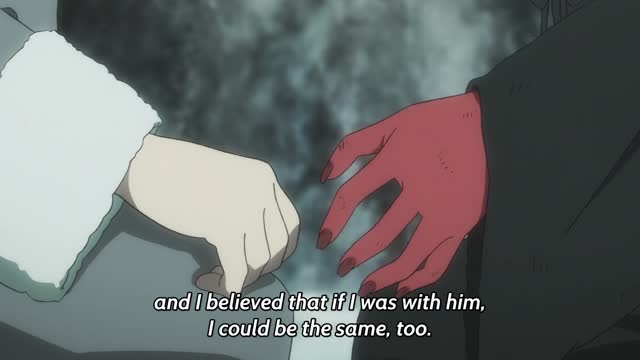 and I believed that if I was with him,
I could be the same, too.